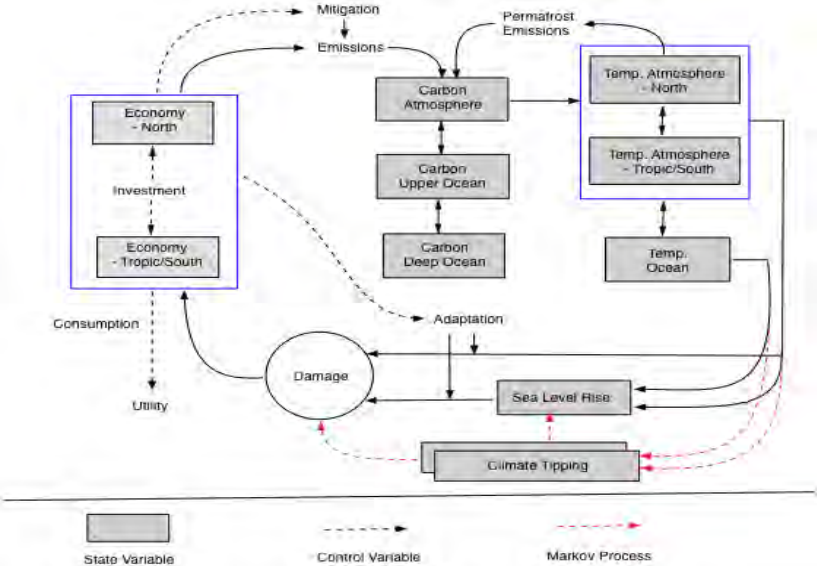 Mitigation
Emissions
Permafrost
Emissions
Temp. Atmosphere
- North
Carbon
Atmosphere
Economy
- North
Temp. Atmosphere
- Tropic/South
Carbon
Upper Ocean
Investment
Economy
- Tropic/South
Carbon
Deep Ocean
Temp.
Ocean
Consumption
Adaptation
Damage
Utility
Sea Level Rise
Climate Tipping
State Variable
Control Variable
Markov Process